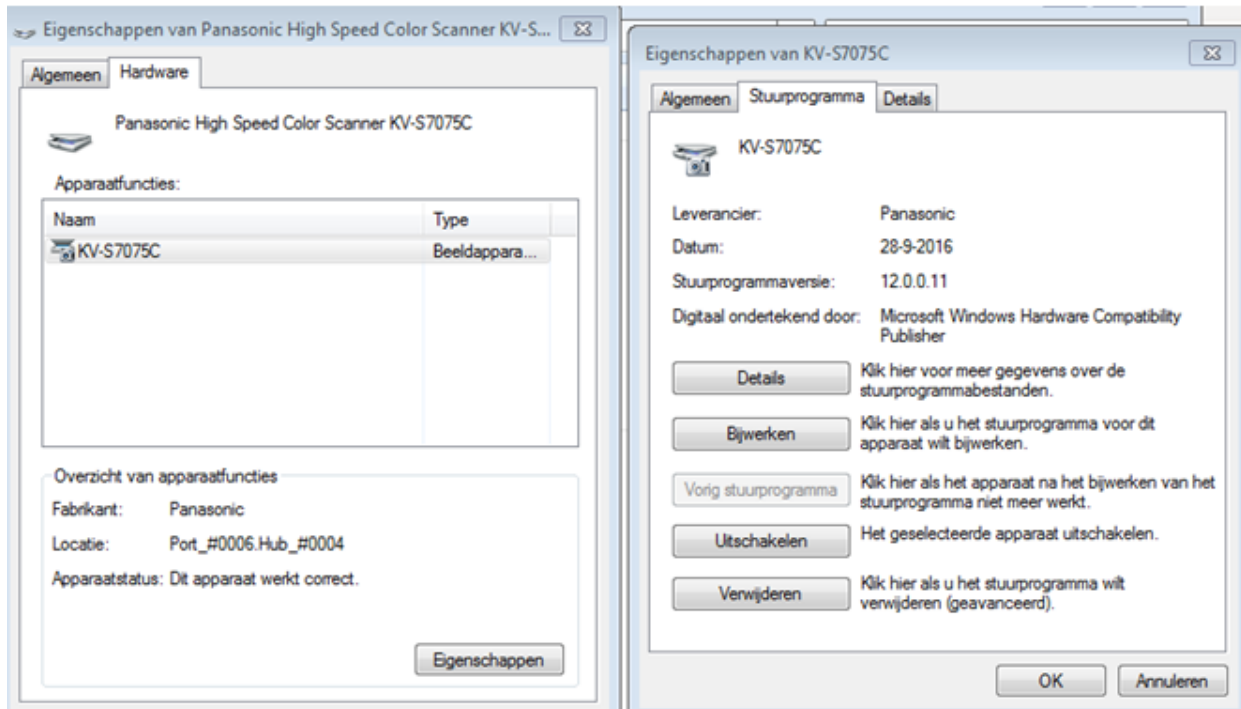 Eigenschappen van Panasonic High Speed Color Scanner KV-S...
Algemeen Hardware
Panasonic High Speed Color Scanner KV-S7075C
Apparaatfuncties:
Naam Type
KV-S7075C Beeldappara...
Overzicht van apparaatfuncties
Fabrikant: Panasonic
Locatie: Port_#0006.Hub_#0004
Apparaatstatus: Dit apparaat werkt correct.
Eigenschappen
Eigenschappen van KV-S7075C
Algemeen Stuurprogramma Details
KV-S7075C
Leverancier: Panasonic
Datum: 28-9-2016
Stuurprogrammaversie: 12.0.0.11
Digitaal ondertekend door: Microsoft Windows Hardware Compatibility
Publisher
Details Klik hier voor meer gegevens over de
stuurprogrammabestanden.
Bijwerken Klik hier als u het stuurprogramma voor dit
apparaat wilt bijwerken.
Vorig stuurprogramma Klik hier als het apparaat na het bijwerken van het
stuurprogramma niet meer werkt.
Uitschakelen Het geselecteerde apparaat uitschakelen.
Verwijderen Klik hier als u het stuurprogramma wilt
verwijderen (geavanceerd).
OK Annuleren